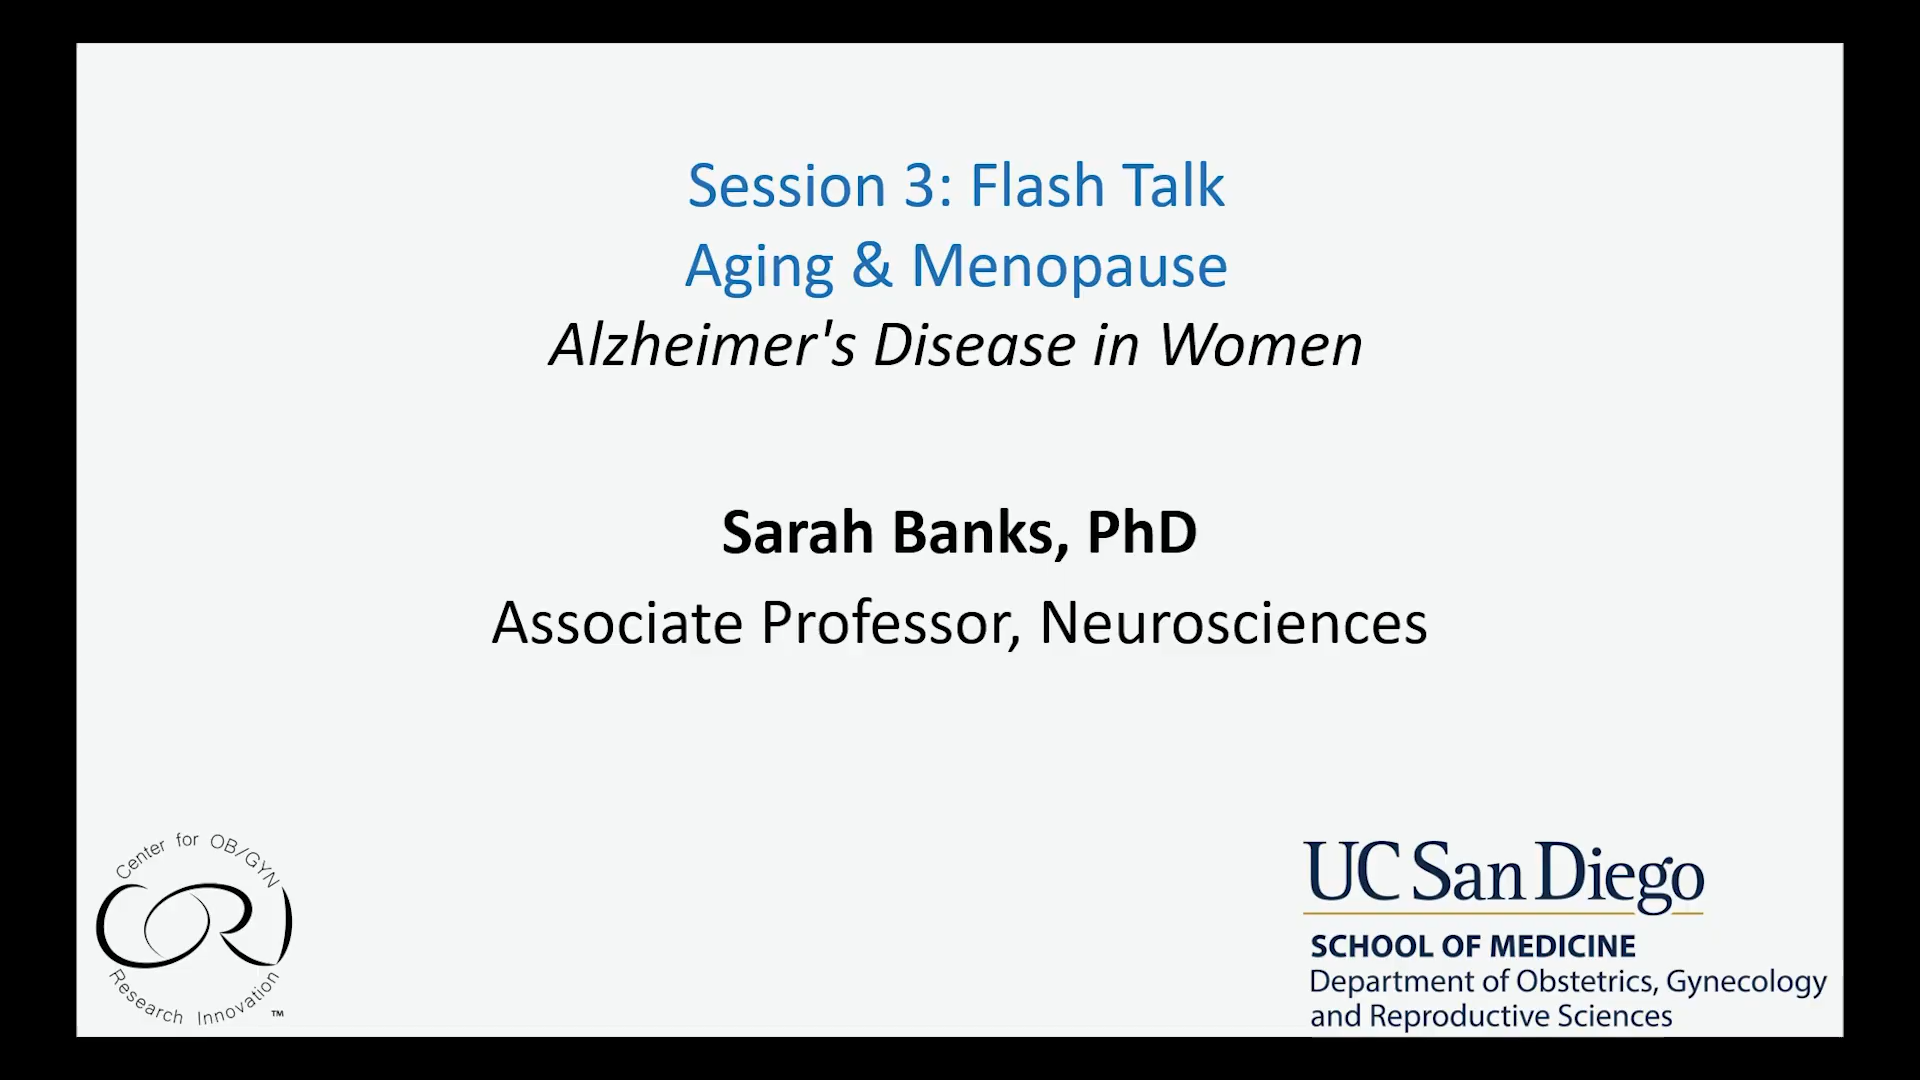 Session 3: Flash Talk
Aging & Menopause
Alzheimer's Disease in Women
Sarah Banks, PhD
Associate Professor, Neurosciences
Center for OB/GYN
CORI
Research Innovation ™
UC San Diego
SCHOOL OF MEDICINE
Department of Obstetrics, Gynecology
and Reproductive Sciences